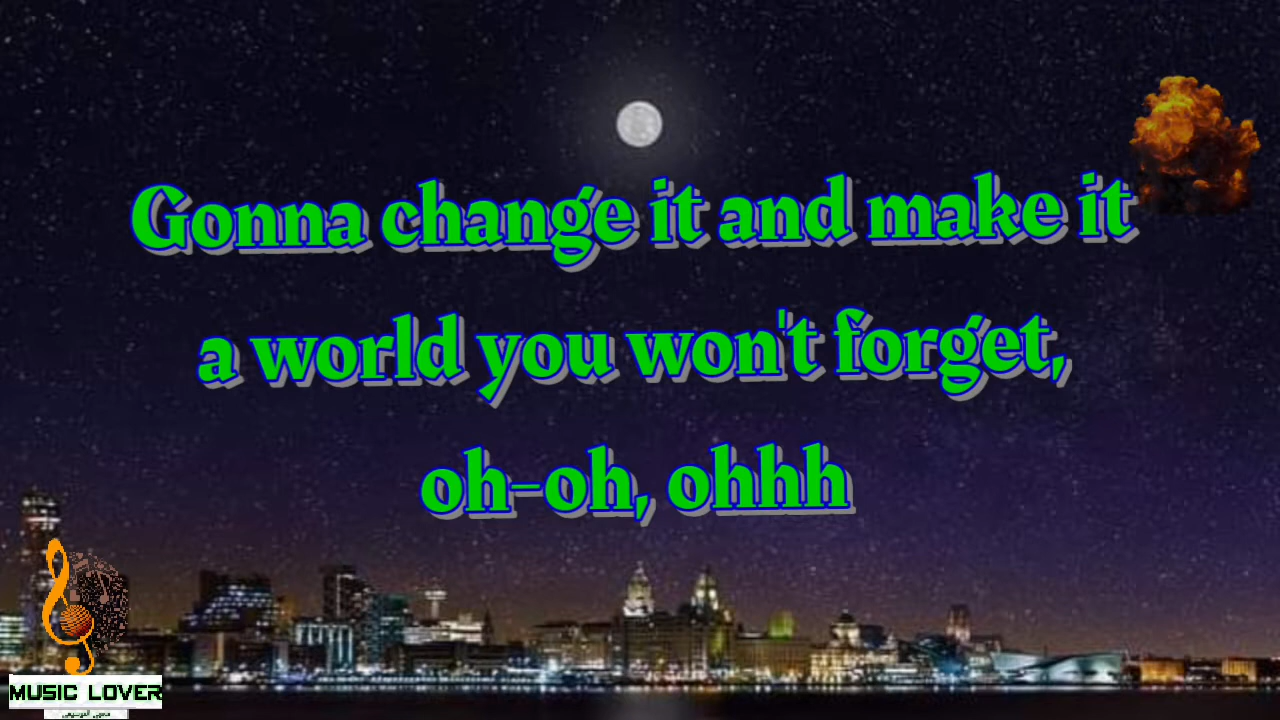 Gonna change it and make it
a world you won't forget,
oh-oh, ohhh
MUSIC LOVER